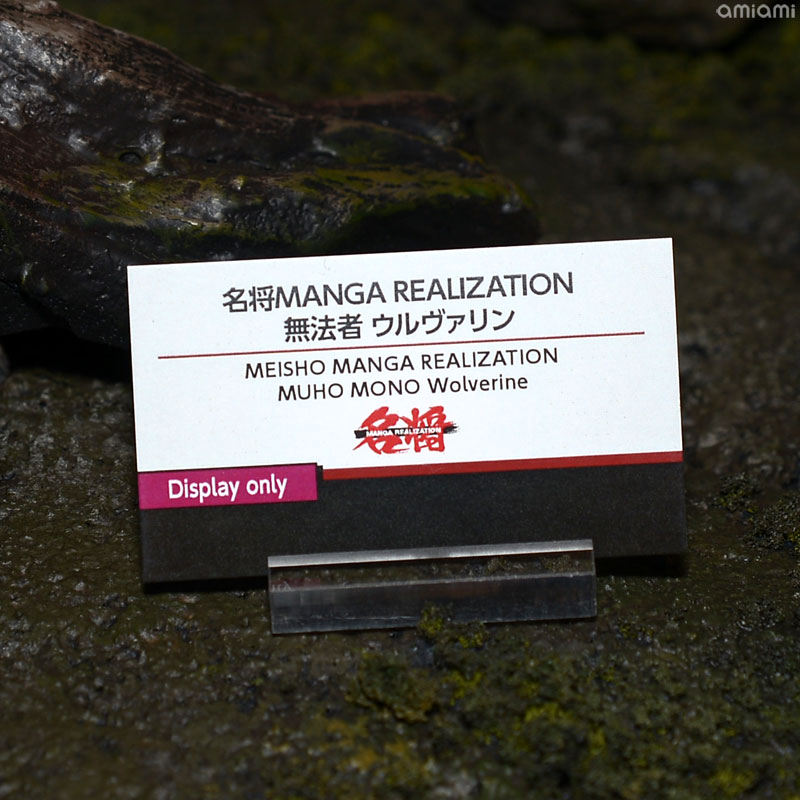 amiami
名将MANGA REALIZATION
無法者 ウルヴァリン
MEISHO MANGA REALIZATION
MUHO MONO Wolverine
名将
MANGA REALIZATION
Display only